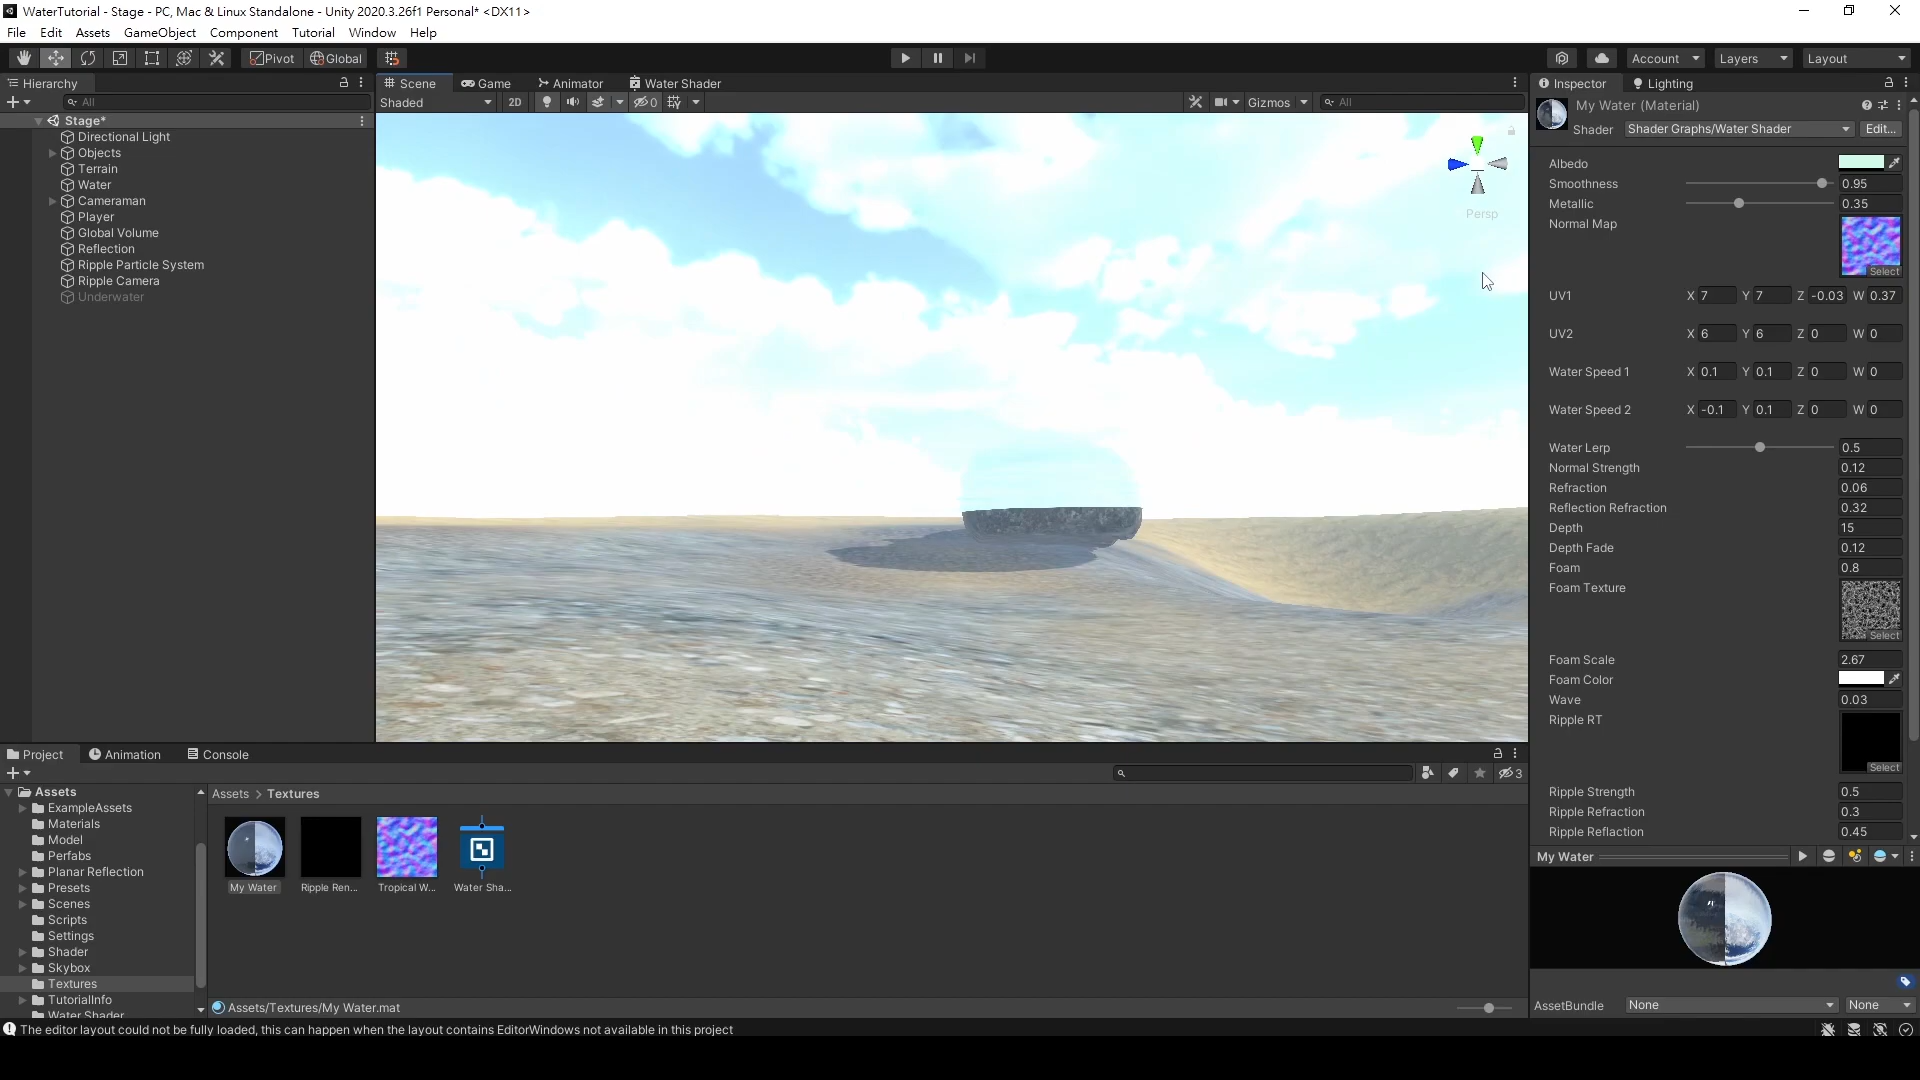 WaterTutorial - Stage - PC, Mac & Linux Standalone - Unity 2020.3.26f1 Personal* <DX11>
File Edit Assets GameObject Component Tutorial Window Help
Pivot Global Account Layers Layout
Hierarchy
All
Stage*
Directional Light
Objects
Terrain
Water
Cameraman
Player
Global Volume
Reflection
Ripple Particle System
Ripple Camera
Underwater
Scene Game Animator Water Shader
Shaded 2D 0 Gizmos All
Persp
Inspector Lighting
My Water (Material)
Shader Shader Graphs/Water Shader Edit...
Albedo
Smoothness 0.95
Metallic 0.35
Normal Map
Select
UV1 X 7 Y 7 Z -0.03 W 0.37
UV2 X 6 Y 6 Z 0 W 0
Water Speed 1 X 0.1 Y 0.1 Z 0 W 0
Water Speed 2 X -0.1 Y 0.1 Z 0 W 0
Water Lerp 0.5
Normal Strength 0.12
Refraction 0.06
Reflection Refraction 0.32
Depth 15
Depth Fade 0.12
Foam 0.8
Foam Texture
Select
Foam Scale 2.67
Foam Color
Wave 0.03
Ripple RT
Select
Ripple Strength 0.5
Ripple Refraction 0.3
Ripple Reflaction 0.45
My Water
AssetBundle None None
Project Animation Console
3
Assets
ExampleAssets
Materials
Model
Perfabs
Planar Reflection
Presets
Scenes
Scripts
Settings
Shader
Skybox
Textures
TutorialInfo
Water Shader
Assets > Textures
My Water Ripple Ren... Tropical W... Water Sha...
Assets/Textures/My Water.mat
The editor layout could not be fully loaded, this can happen when the layout contains EditorWindows not available in this project